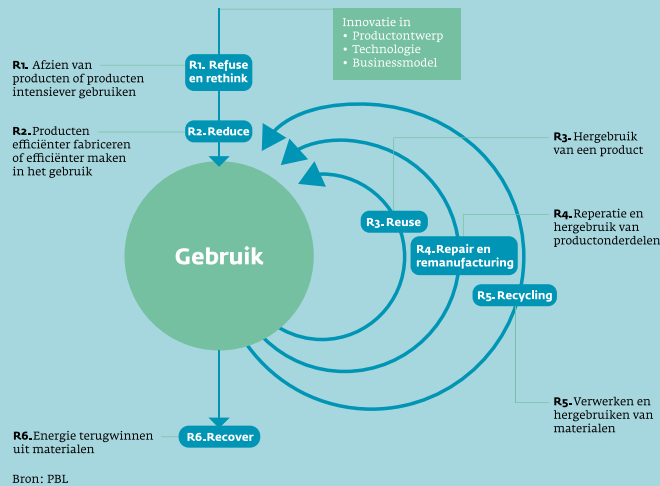 Innovatie in
• Productontwerp
• Technologie
• Businessmodel
R1. Afzien van
producten of producten
intensiever gebruiken
R1. Refuse
en rethink
R2.Producten
efficiënter fabriceren
of efficiënter maken
in het gebruik
R2.Reduce
R3.Hergebruik
van een product
R3.Reuse
R4.Reperatie en
hergebruik van
productonderdelen
R4.Repair en
remanufacturing
Gebruik
R5.Recycling
R5.Verwerken en
hergebruiken van
materialen
R6.Energie terugwinnen
uit materialen
R6.Recover
Bron: PBL